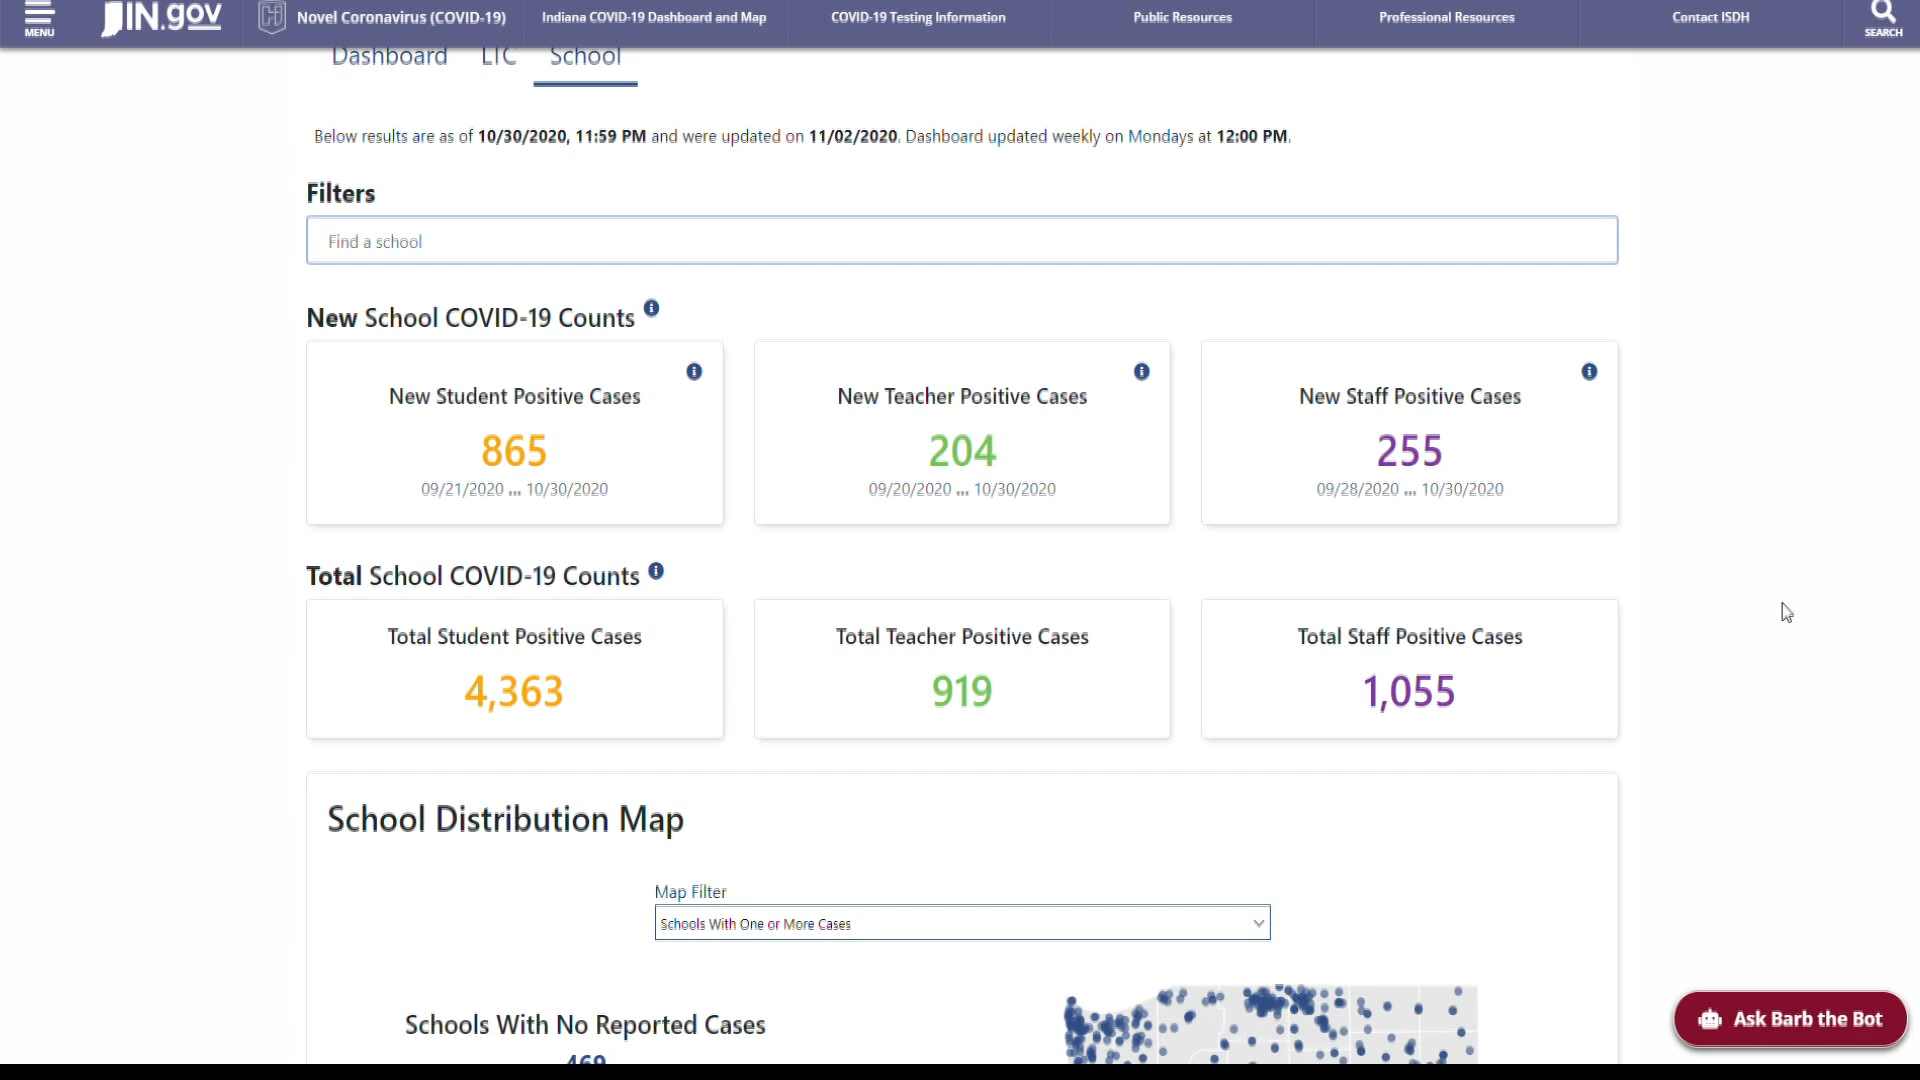 MENU
IN.gov
Novel Coronavirus (COVID-19)
Indiana COVID-19 Dashboard and Map
COVID-19 Testing Information
Public Resources
Professional Resources
Contact ISDH
SEARCH
Dashboard LTC School
Below results are as of 10/30/2020, 11:59 PM and were updated on 11/02/2020. Dashboard updated weekly on Mondays at 12:00 PM.
Filters
Find a school
New School COVID-19 Counts
New Student Positive Cases
865
09/21/2020 ... 10/30/2020
New Teacher Positive Cases
204
09/20/2020 ... 10/30/2020
New Staff Positive Cases
255
09/28/2020 ... 10/30/2020
Total School COVID-19 Counts
Total Student Positive Cases
4,363
Total Teacher Positive Cases
919
Total Staff Positive Cases
1,055
School Distribution Map
Map Filter
Schools With One or More Cases
Schools With No Reported Cases
469
Ask Barb the Bot